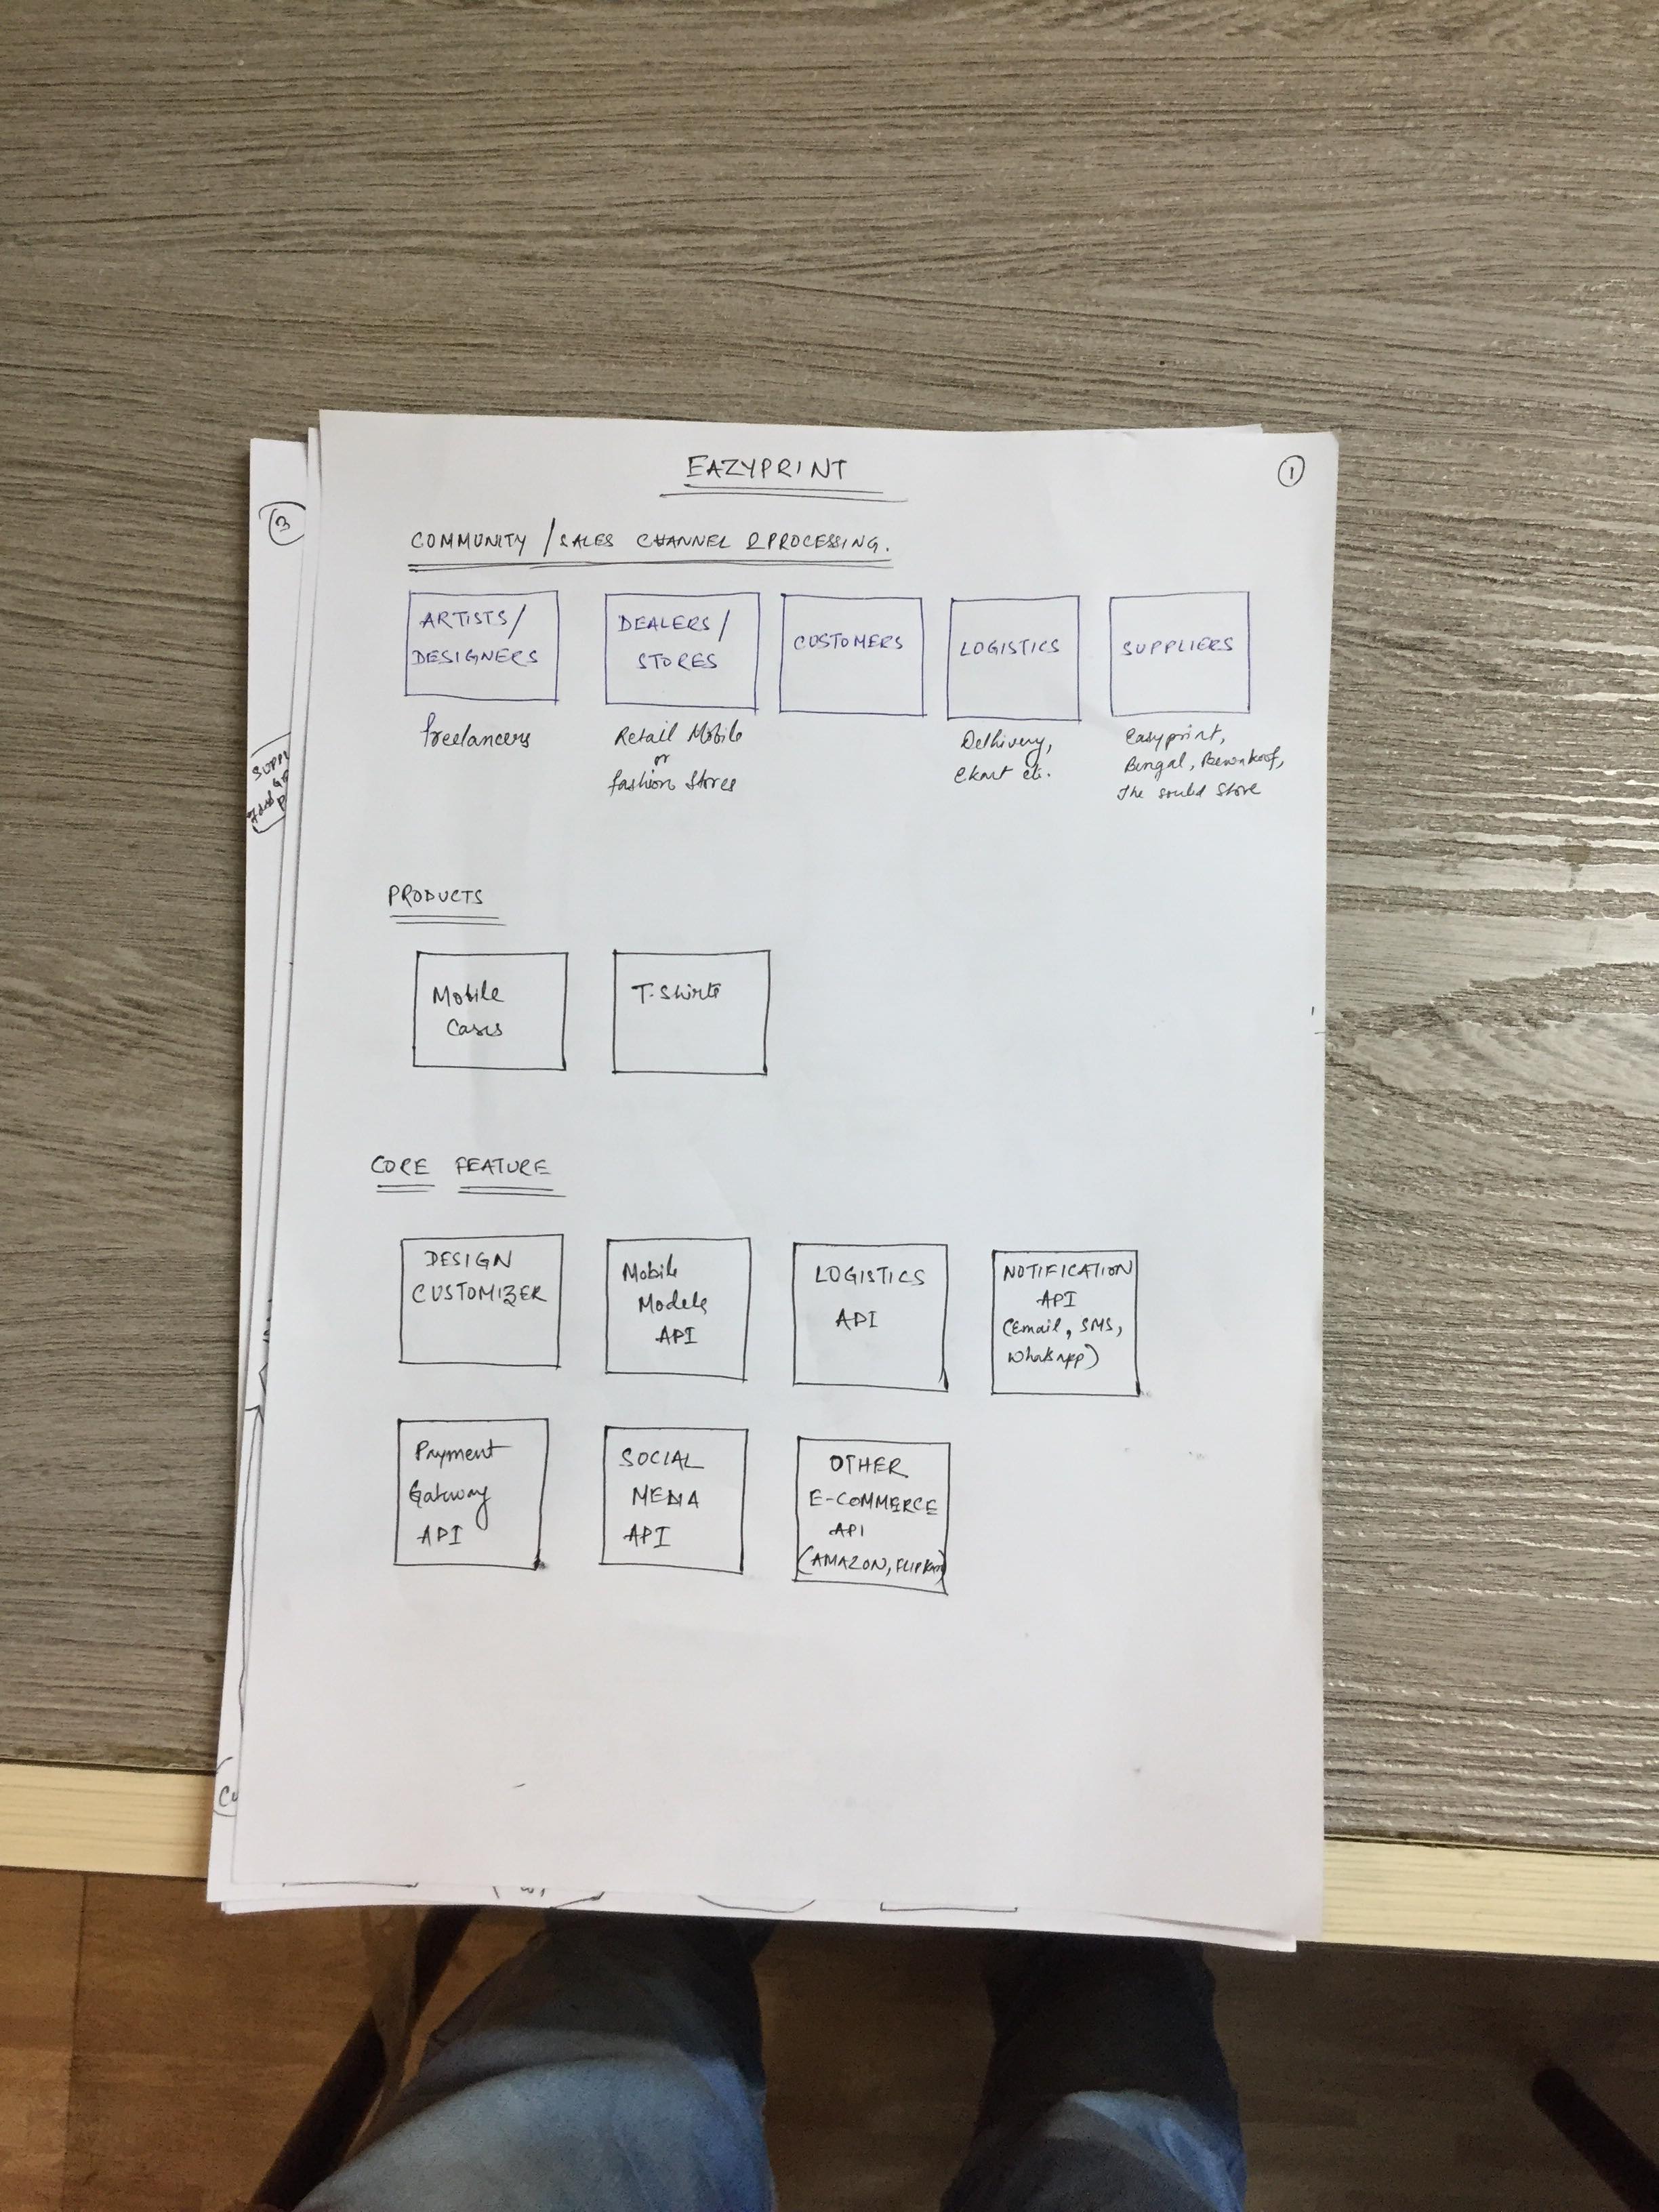 EAZYPRINT
1
COMMUNITY / SALES CHANNEL & PROCESSING.
ARTISTS/
DESIGNERS
freelancers
DEALERS/
STORES
Retail Mobile
or
fashion Stores
CUSTOMERS
LOGISTICS
Delhivery,
Ekart etc.
SUPPLIERS
Easyprint,
Bewakoof,
The souled Store
PRODUCTS
Mobile
Cases
T-Shirts
CORE FEATURE
DESIGN
CUSTOMIZER
Mobile
Models
API
LOGISTICS
API
NOTIFICATION
API
(Email, SMS,
WhatsApp)
Payment
Gateway
API
SOCIAL
MEDIA
API
OTHER
E-COMMERCE
API
(AMAZON, FLIPKart)
3
SUPPL